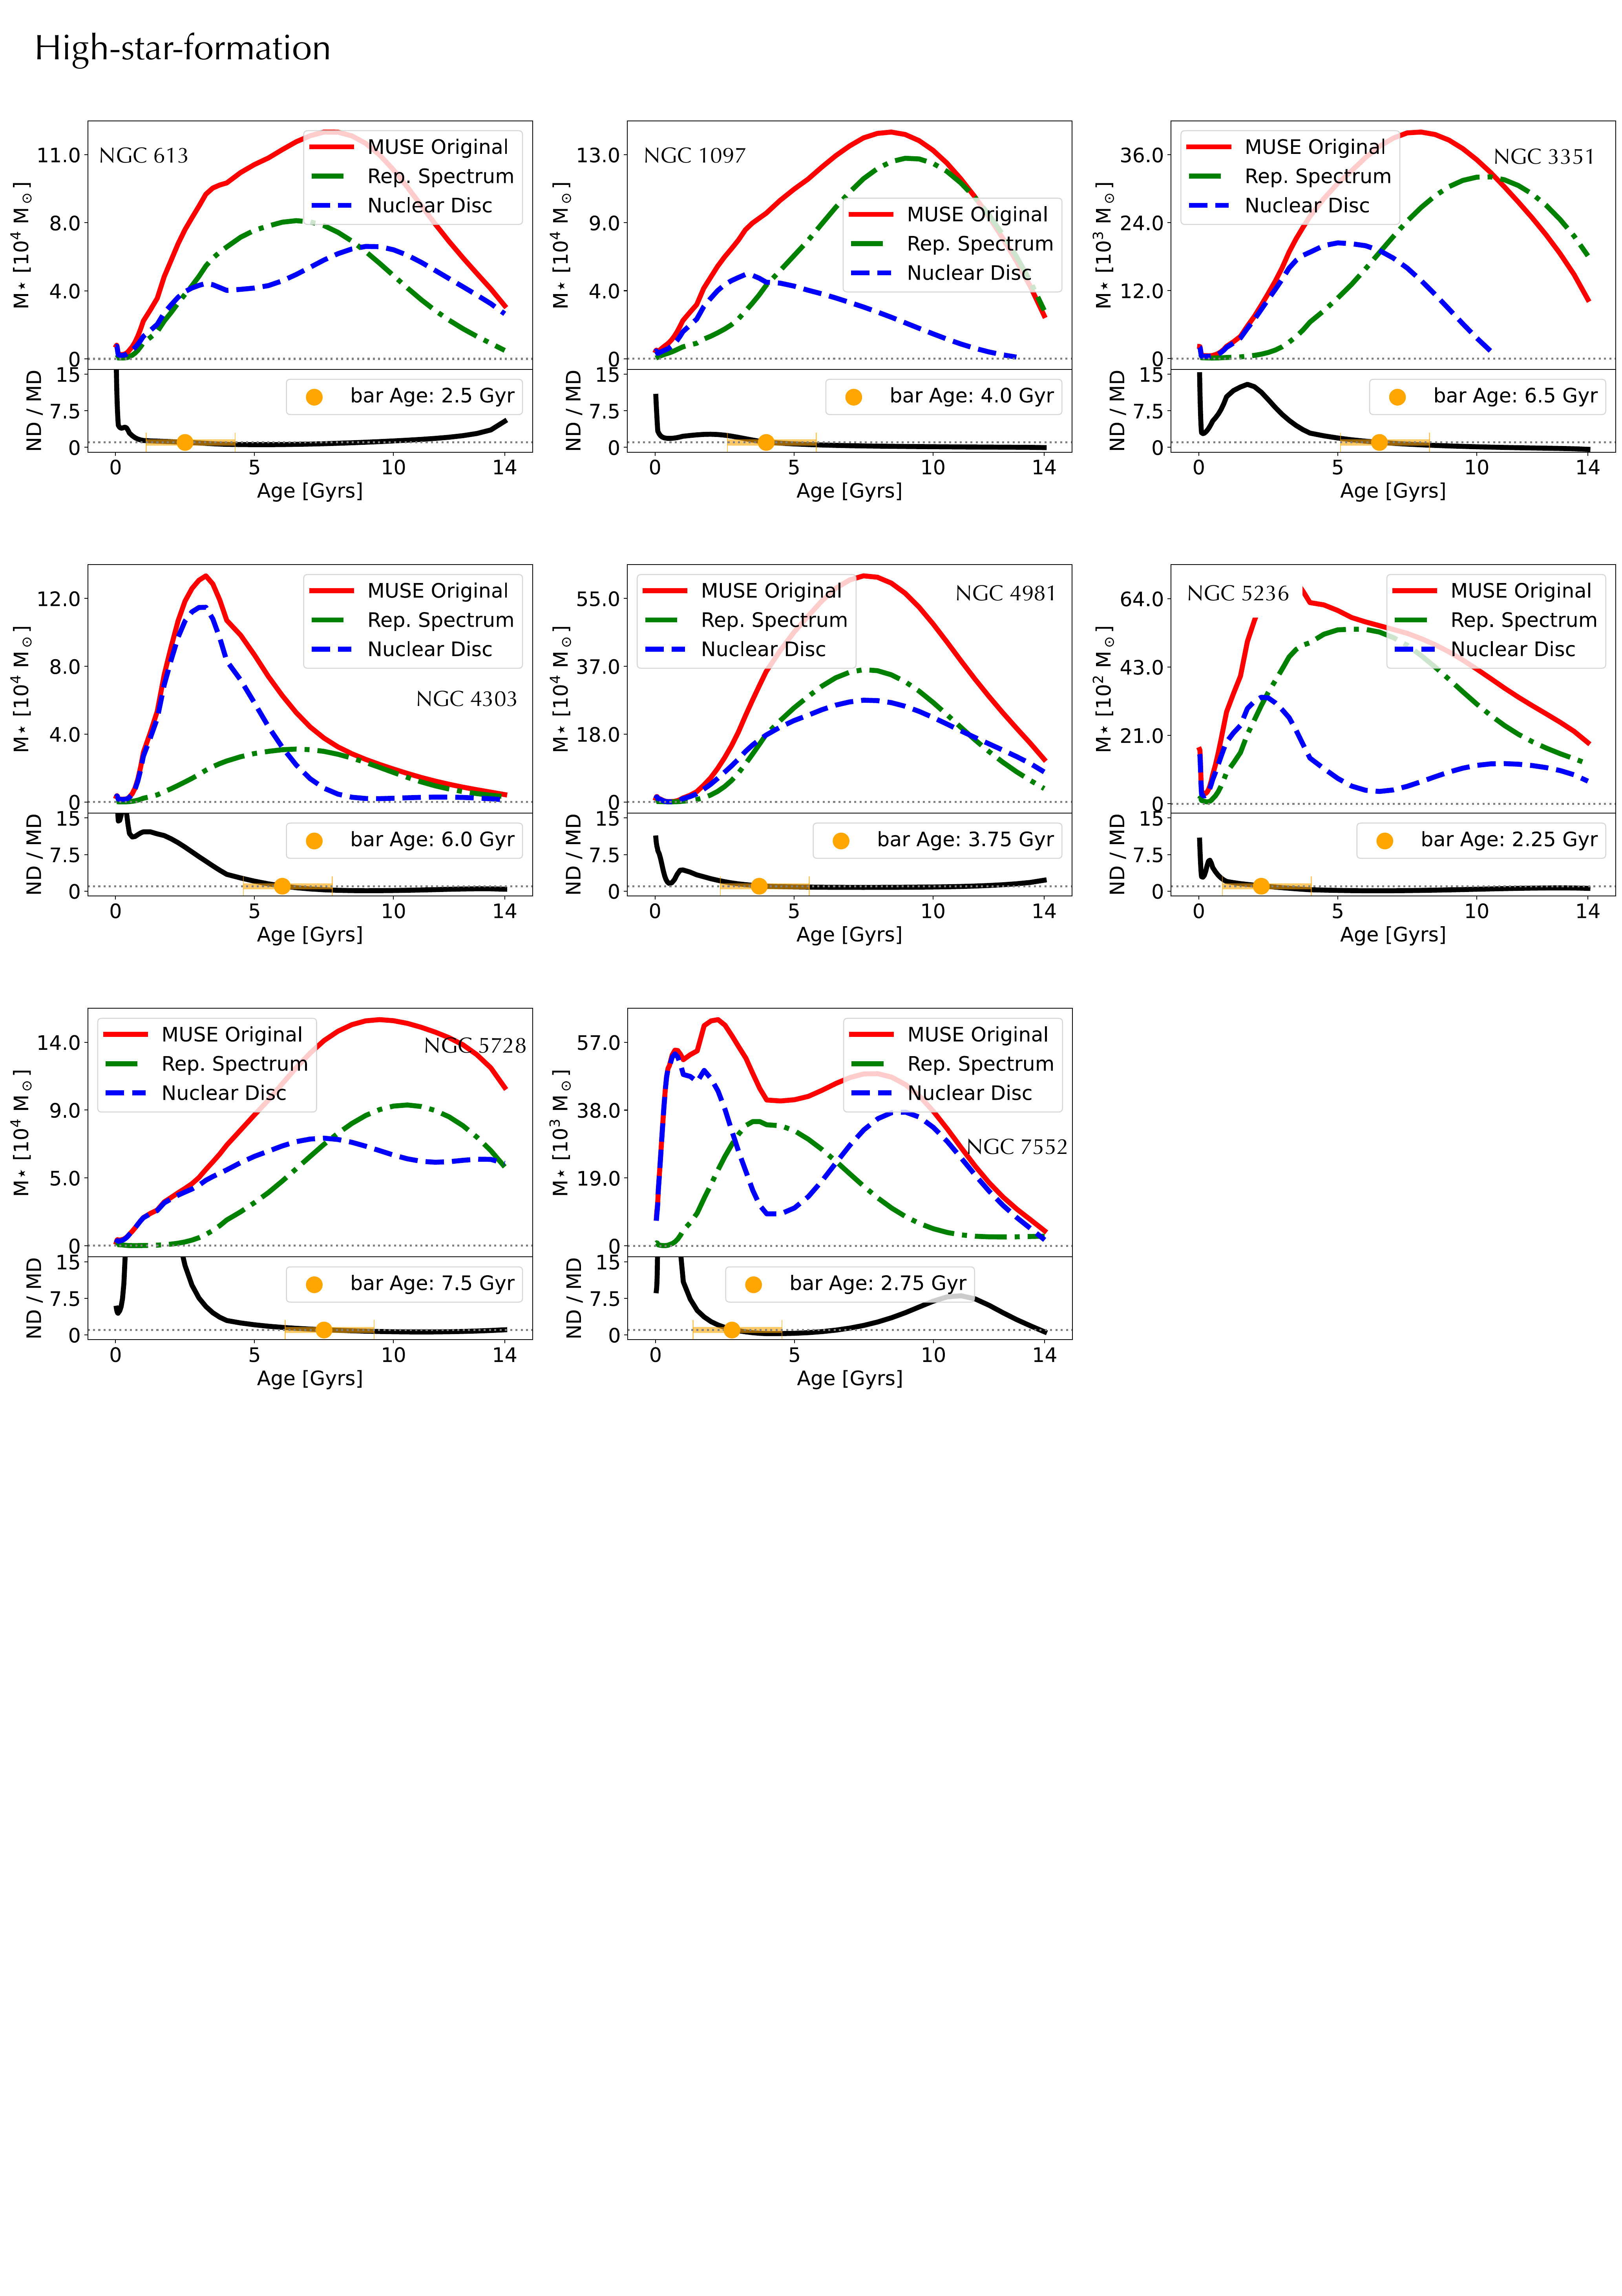 High-star-formation
NGC 613
MUSE Original
Rep. Spectrum
Nuclear Disc
M⋆ [10⁴ M⊙]
11.0
8.0
4.0
0
ND / MD
15
7.5
0
bar Age: 2.5 Gyr
0 5 10 14
Age [Gyrs]
NGC 1097
MUSE Original
Rep. Spectrum
Nuclear Disc
M⋆ [10⁴ M⊙]
13.0
9.0
4.0
0
ND / MD
15
7.5
0
bar Age: 4.0 Gyr
0 5 10 14
Age [Gyrs]
MUSE Original
Rep. Spectrum
Nuclear Disc
NGC 3351
M⋆ [10³ M⊙]
36.0
24.0
12.0
0
ND / MD
15
7.5
0
bar Age: 6.5 Gyr
0 5 10 14
Age [Gyrs]
MUSE Original
Rep. Spectrum
Nuclear Disc
NGC 4303
M⋆ [10⁴ M⊙]
12.0
8.0
4.0
0
ND / MD
15
7.5
0
bar Age: 6.0 Gyr
0 5 10 14
Age [Gyrs]
MUSE Original
Rep. Spectrum
Nuclear Disc
NGC 4981
M⋆ [10⁴ M⊙]
55.0
37.0
18.0
0
ND / MD
15
7.5
0
bar Age: 3.75 Gyr
0 5 10 14
Age [Gyrs]
NGC 5236
MUSE Original
Rep. Spectrum
Nuclear Disc
M⋆ [10² M⊙]
64.0
43.0
21.0
0
ND / MD
15
7.5
0
bar Age: 2.25 Gyr
0 5 10 14
Age [Gyrs]
MUSE Original
Rep. Spectrum
Nuclear Disc
NGC 5728
M⋆ [10⁴ M⊙]
14.0
9.0
5.0
0
ND / MD
15
7.5
0
bar Age: 7.5 Gyr
0 5 10 14
Age [Gyrs]
MUSE Original
Rep. Spectrum
Nuclear Disc
NGC 7552
M⋆ [10³ M⊙]
57.0
38.0
19.0
0
ND / MD
15
7.5
0
bar Age: 2.75 Gyr
0 5 10 14
Age [Gyrs]